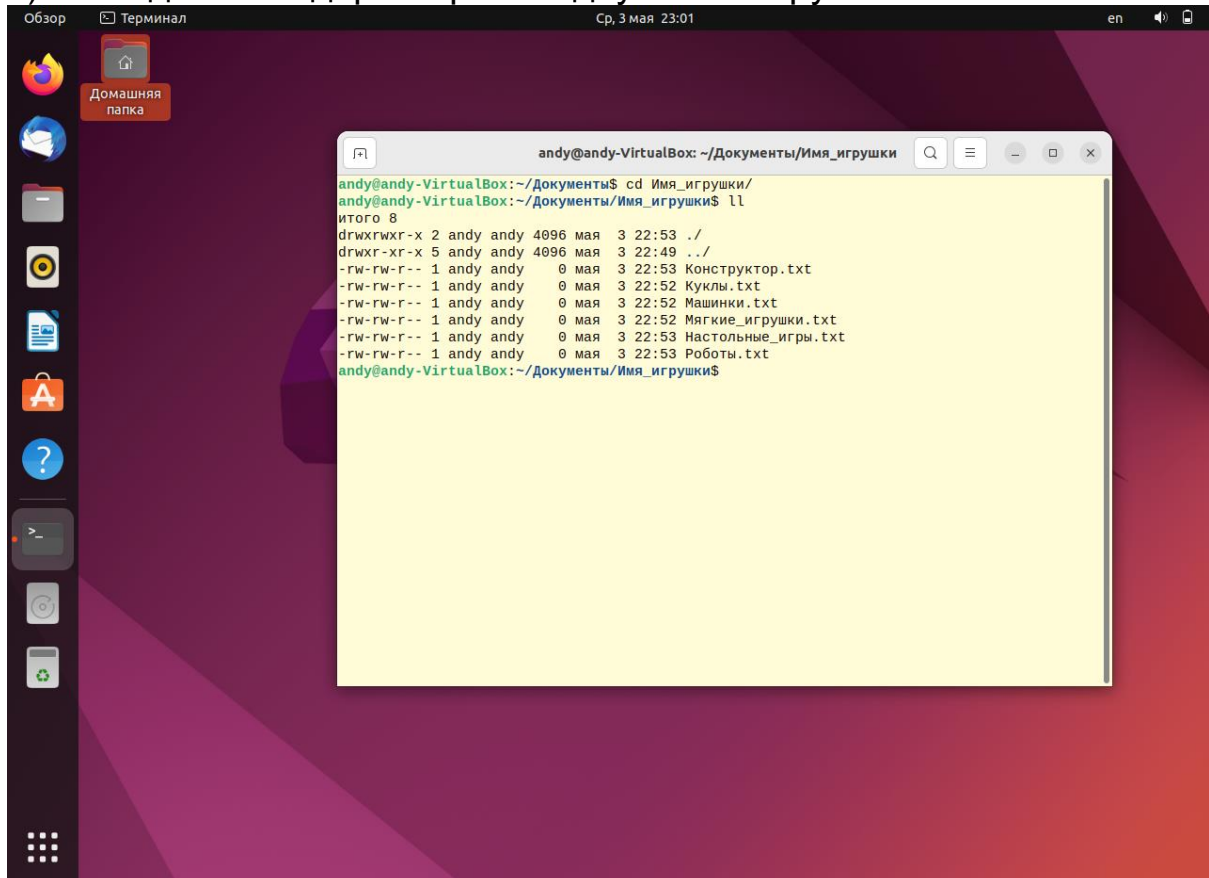 Обзор
Терминал
Ср, 3 мая 23:01
en
Домашняя
папка
andy@andy-VirtualBox: ~/Документы/Имя_игрушки
andy@andy-VirtualBox:~/Документы$ cd Имя_игрушки/
andy@andy-VirtualBox:~/Документы/Имя_игрушки$ ll
итого 8
drwxrwxr-x 2 andy andy 4096 мая  3 22:53 ./
drwxr-xr-x 5 andy andy 4096 мая  3 22:49 ../
-rw-rw-r-- 1 andy andy    0 мая  3 22:53 Конструктор.txt
-rw-rw-r-- 1 andy andy    0 мая  3 22:52 Куклы.txt
-rw-rw-r-- 1 andy andy    0 мая  3 22:52 Машинки.txt
-rw-rw-r-- 1 andy andy    0 мая  3 22:52 Мягкие_игрушки.txt
-rw-rw-r-- 1 andy andy    0 мая  3 22:53 Настольные_игры.txt
-rw-rw-r-- 1 andy andy    0 мая  3 22:53 Роботы.txt
andy@andy-VirtualBox:~/Документы/Имя_игрушки$